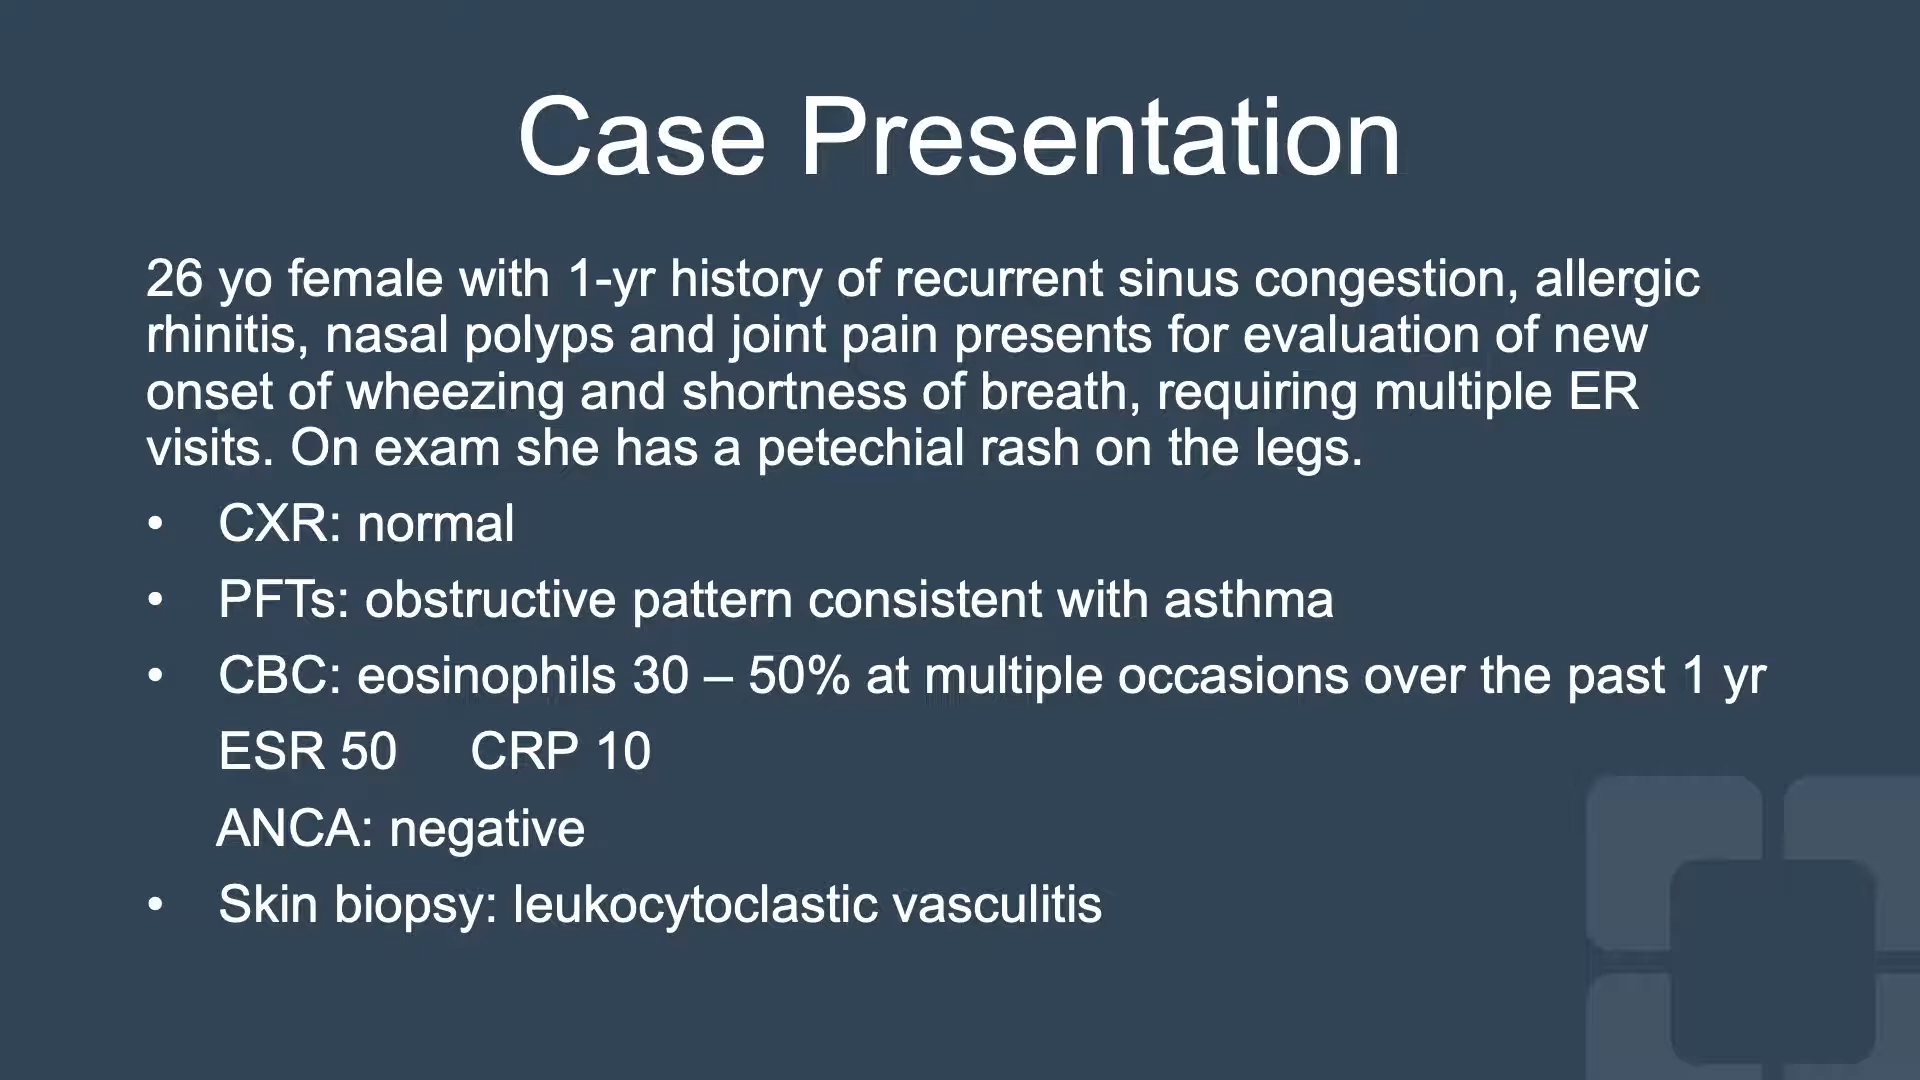 Case Presentation
26 yo female with 1-yr history of recurrent sinus congestion, allergic
rhinitis, nasal polyps and joint pain presents for evaluation of new
onset of wheezing and shortness of breath, requiring multiple ER
visits. On exam she has a petechial rash on the legs.
• CXR: normal
• PFTs: obstructive pattern consistent with asthma
• CBC: eosinophils 30 – 50% at multiple occasions over the past 1 yr
ESR 50 CRP 10
ANCA: negative
• Skin biopsy: leukocytoclastic vasculitis